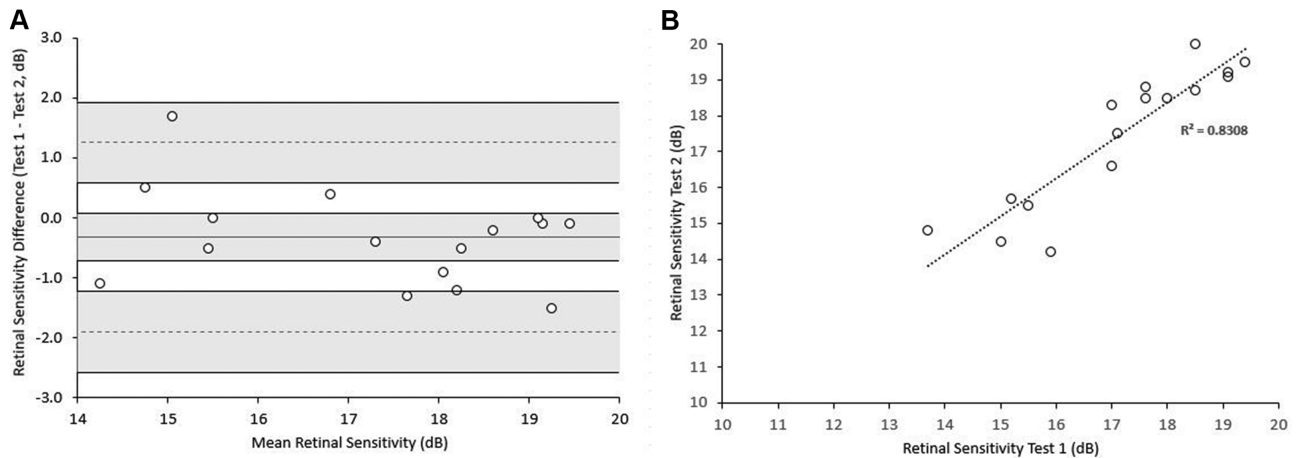 A
Retinal Sensitivity Difference (Test 1 - Test 2, dB)
3.0
2.0
1.0
0.0
-1.0
-2.0
-3.0
14 15 16 17 18 19 20
Mean Retinal Sensitivity (dB)
B
Retinal Sensitivity Test 2 (dB)
20
19
18
17
16
15
14
13
12
11
10
R² = 0.8308
10 11 12 13 14 15 16 17 18 19 20
Retinal Sensitivity Test 1 (dB)